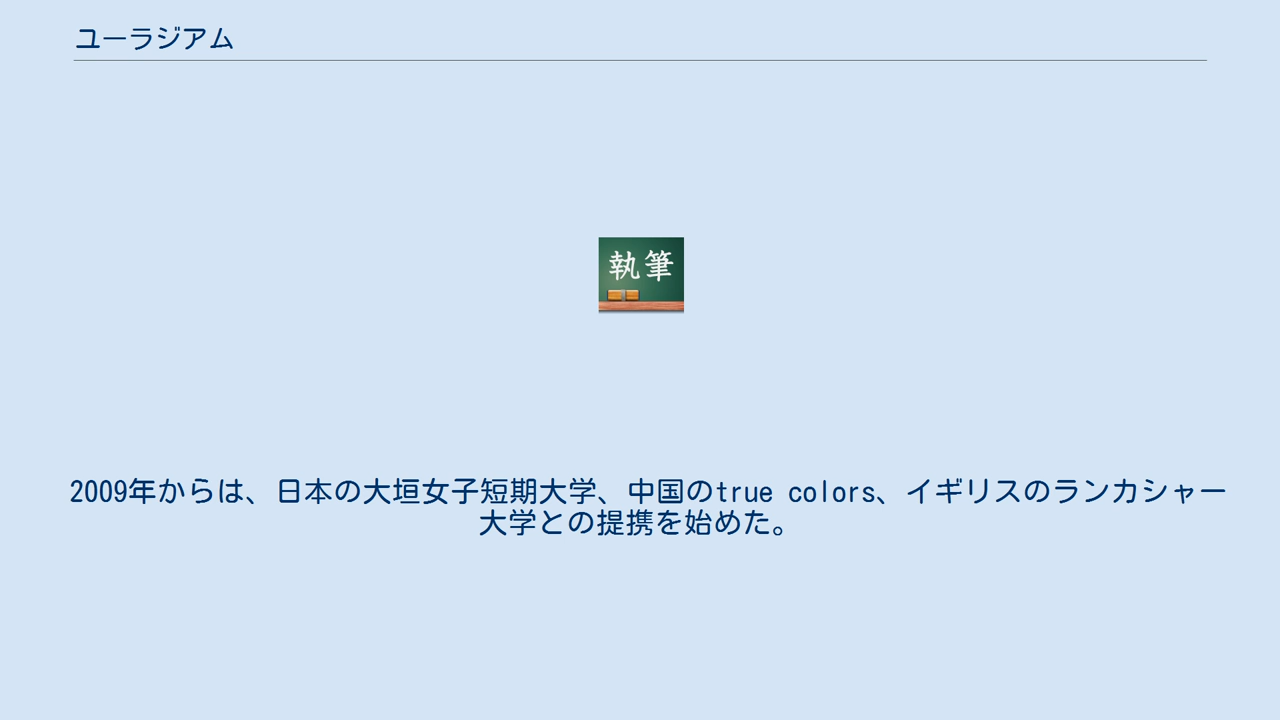 ユーラジアム
執筆
2009年からは、日本の大垣女子短期大学、中国のtrue colors、イギリスのランカシャー
大学との提携を始めた。